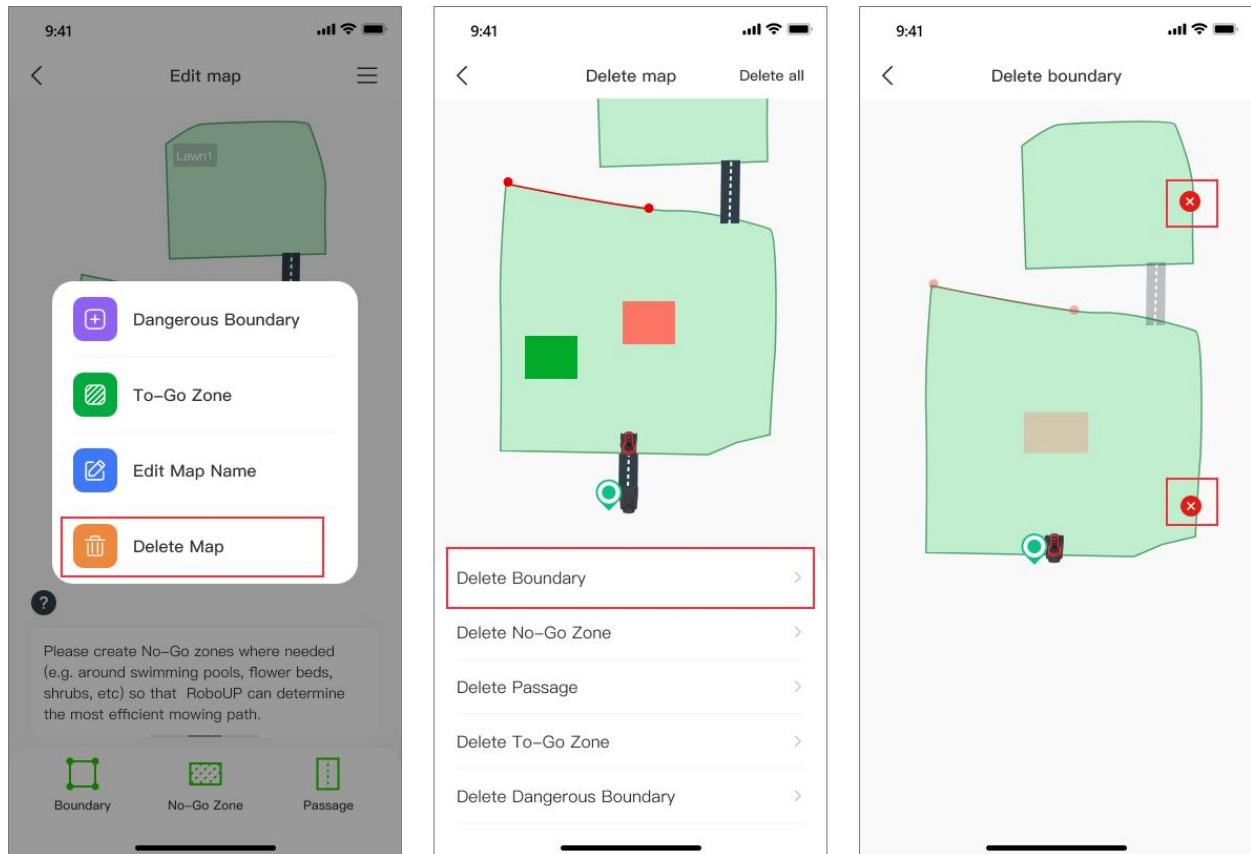 9:41
Edit map
Lawn1
Dangerous Boundary
To-Go Zone
Edit Map Name
Delete Map
?
Please create No-Go zones where needed
(e.g. around swimming pools, flower beds,
shrubs, etc) so that RoboUP can determine
the most efficient mowing path.
Boundary No-Go Zone Passage
9:41
Delete map Delete all
Delete Boundary
Delete No-Go Zone
Delete Passage
Delete To-Go Zone
Delete Dangerous Boundary
9:41
Delete boundary